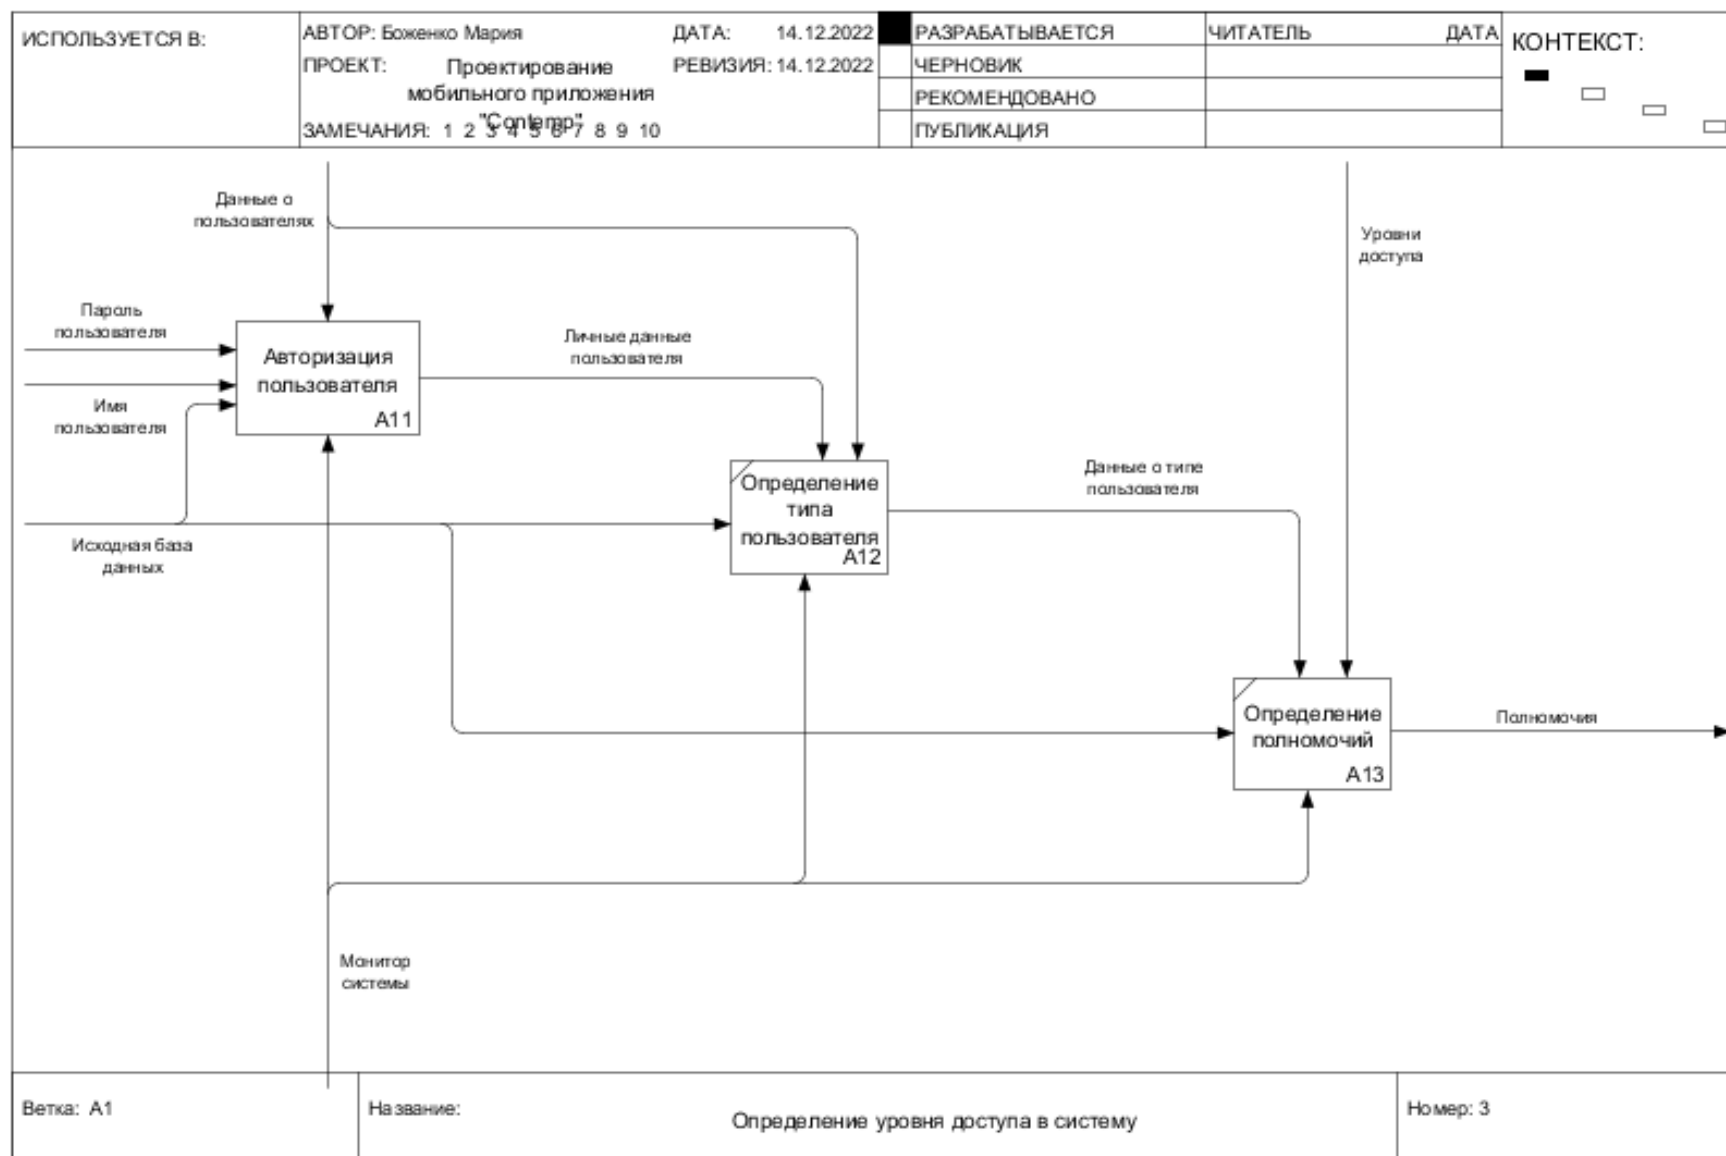 ИСПОЛЬЗУЕТСЯ В:
АВТОР: Боженко Мария
ДАТА: 14.12.2022
ПРОЕКТ: Проектирование
мобильного приложения
"Contemp"
РЕВИЗИЯ: 14.12.2022
ЗАМЕЧАНИЯ: 1 2 3 4 5 6 7 8 9 10
РАЗРАБАТЫВАЕТСЯ
ЧЕРНОВИК
РЕКОМЕНДОВАНО
ПУБЛИКАЦИЯ
ЧИТАТЕЛЬ ДАТА
КОНТЕКСТ:
Данные о
пользователях
Уровни
доступа
Пароль
пользователя
Имя
пользователя
Авторизация
пользователя
A11
Личные данные
пользователя
Исходная база
данных
Определение
типа
пользователя
A12
Данные о типе
пользователя
Определение
полномочий
A13
Полномочия
Монитор
системы
Ветка: A1
Название:
Определение уровня доступа в систему
Номер: 3